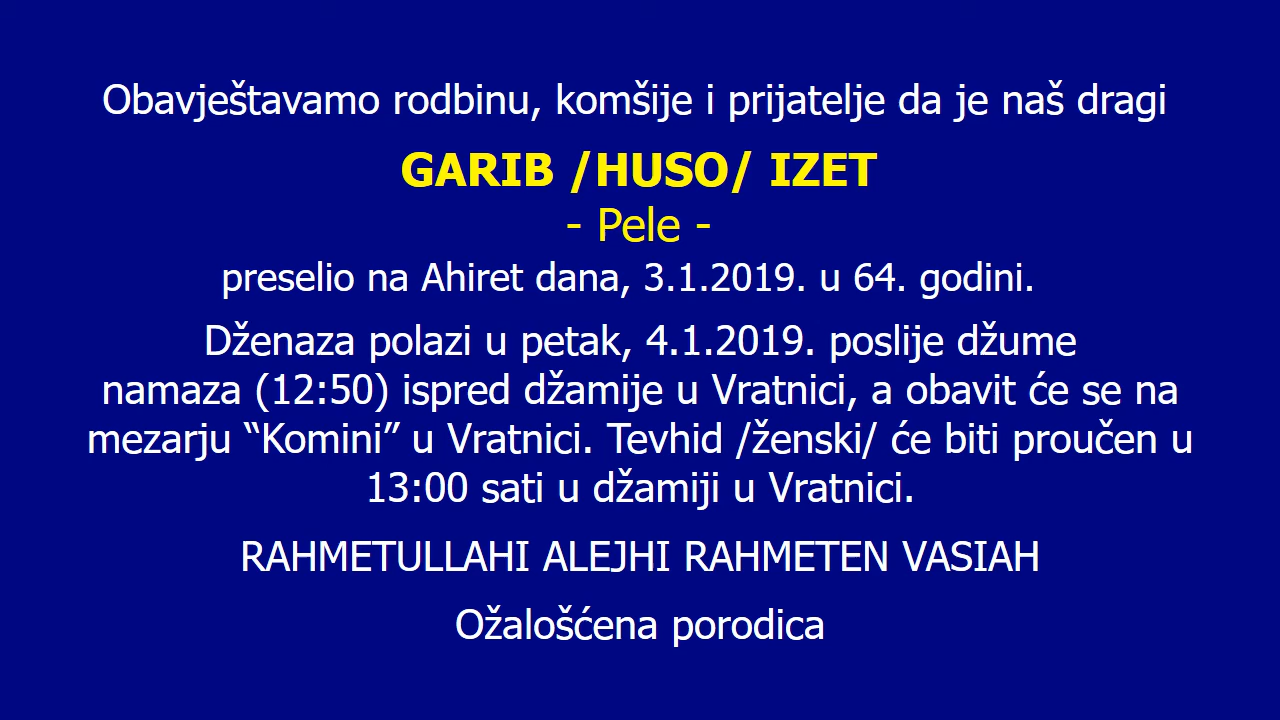 Obavještavamo rodbinu, komšije i prijatelje da je naš dragi
GARIB /HUSO/ IZET
- Pele -
preselio na Ahiret dana, 3.1.2019. u 64. godini.
Dženaza polazi u petak, 4.1.2019. poslije džume
namaza (12:50) ispred džamije u Vratnici, a obavit će se na
mezarju “Komini” u Vratnici. Tevhid /ženski/ će biti proučen u
13:00 sati u džamiji u Vratnici.
RAHMETULLAHI ALEJHI RAHMETEN VASIAH
Ožalošćena porodica